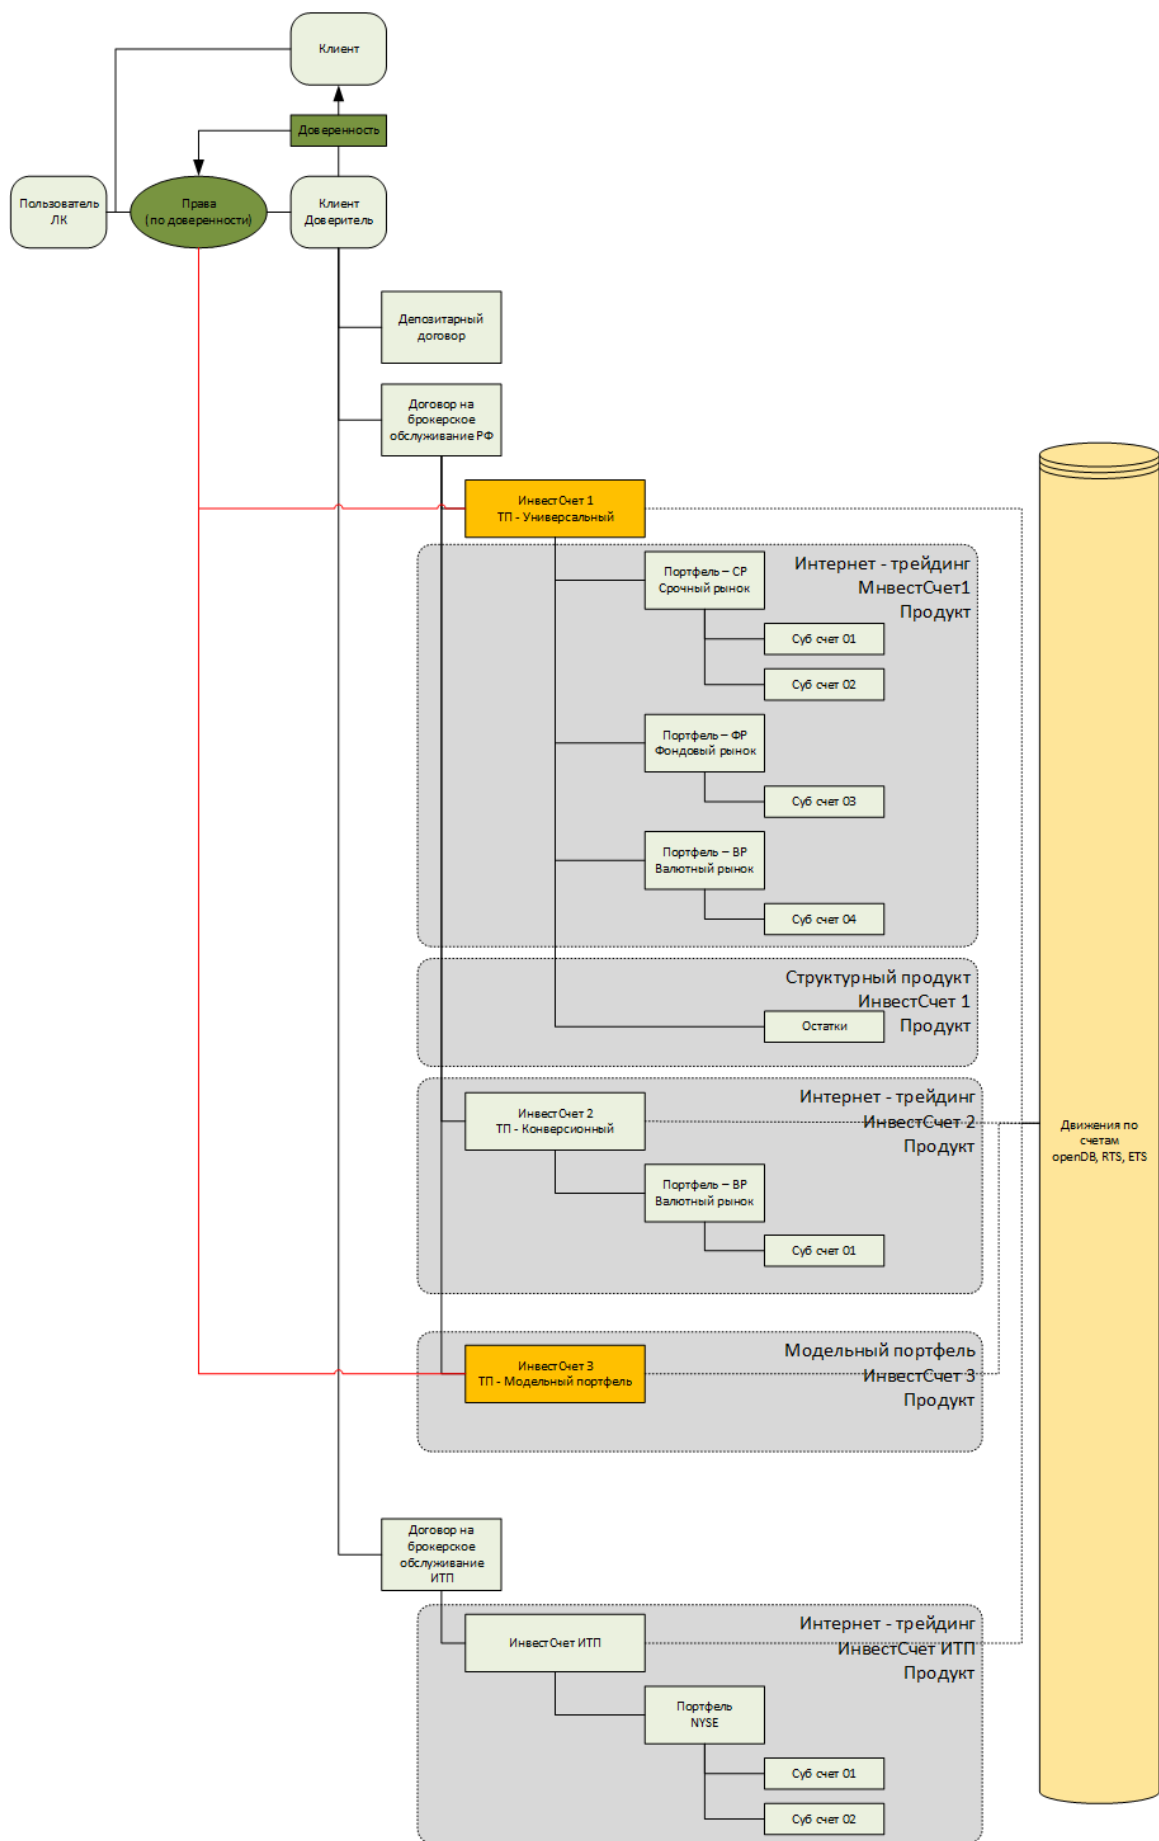 Клиент
Доверенность
Пользователь
ЛК
Права
(по доверенности)
Клиент
Доверитель
Депозитарный
договор
Договор на
брокерское
обслуживание РФ
ИнвестСчет 1
ТП - Универсальный
Интернет - трейдинг
МнвестСчет1
Продукт
Портфель – СР
Срочный рынок
Суб счет 01
Суб счет 02
Портфель – ФР
Фондовый рынок
Суб счет 03
Портфель – ВР
Валютный рынок
Суб счет 04
Структурный продукт
ИнвестСчет 1
Продукт
Остатки
Интернет - трейдинг
ИнвестСчет 2
Продукт
ИнвестСчет 2
ТП - Конверсионный
Движения по
счетам
openDB, RTS, ETS
Портфель – ВР
Валютный рынок
Суб счет 01
Модельный портфель
ИнвестСчет 3
Продукт
ИнвестСчет 3
ТП - Модельный портфель
Договор на
брокерское
обслуживание
ИТП
Интернет - трейдинг
ИнвестСчет ИТП
Продукт
ИнвестСчет ИТП
Портфель
NYSE
Суб счет 01
Суб счет 02